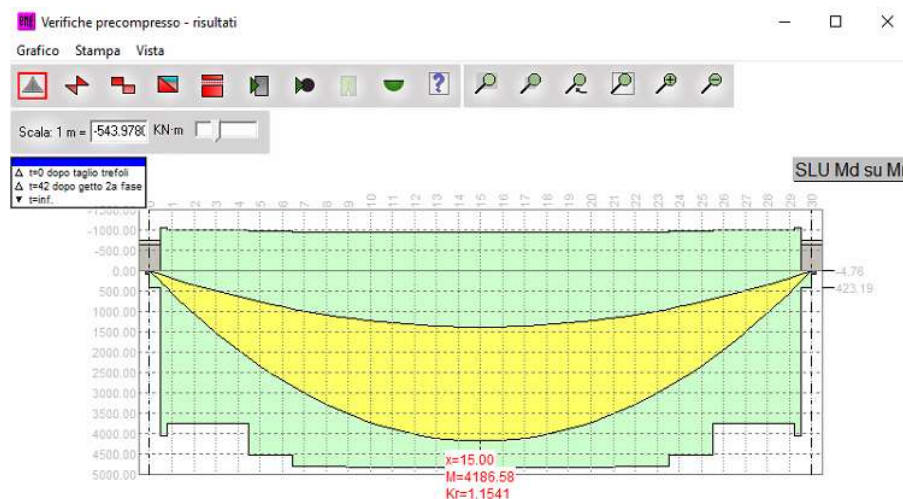 Verifiche precompresso - risultati
Grafico Stampa Vista
Scala: 1 m = -543.978( KN·m
t=0 dopo taglio trefoli
t=42 dopo getto 2a fase
t=inf.
SLU Md su
0 1 2 3 4 5 6 7 8 9 10 11 12 13 14 15 16 17 18 19 20 21 22 23 24 25 26 27 28 29 30
-1500.00
-1000.00
-500.00
0.00
500.00
1000.00
1500.00
2000.00
2500.00
3000.00
3500.00
4000.00
4500.00
5000.00
-4.76
423.19
x=15.00
M=4186.58
Kr=1.1541